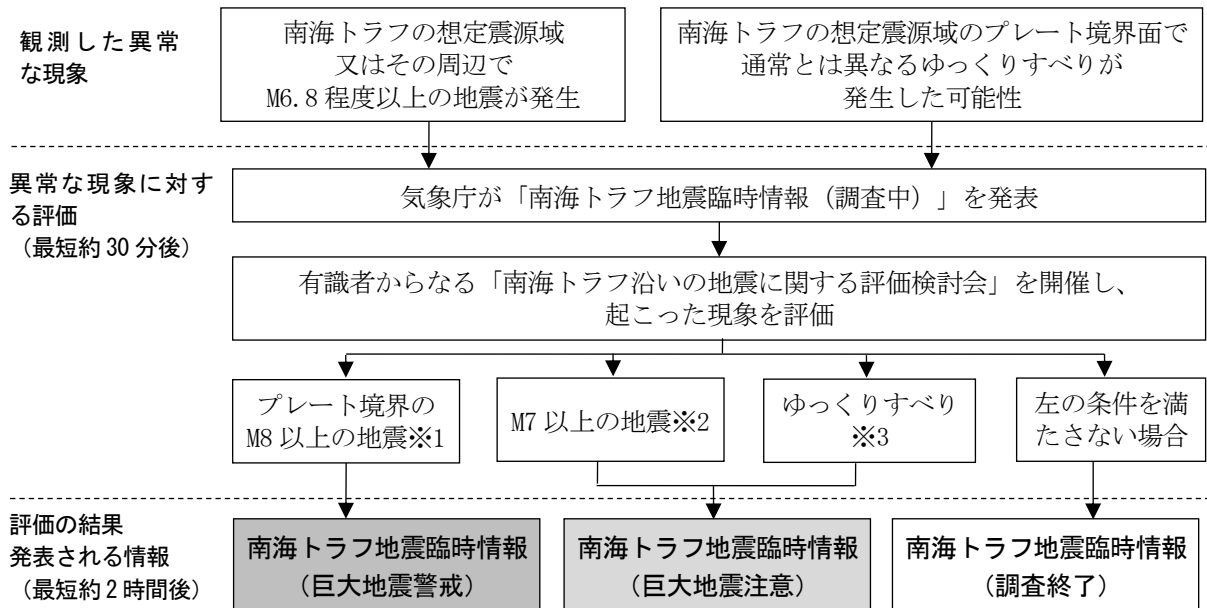 観測した異常
な現象
南海トラフの想定震源域
又はその周辺で
M6.8程度以上の地震が発生
南海トラフの想定震源域のプレート境界面で
通常とは異なるゆっくりすべりが
発生した可能性
異常な現象に対す
る評価
（最短約30分後）
気象庁が「南海トラフ地震臨時情報（調査中）」を発表
有識者からなる「南海トラフ沿いの地震に関する評価検討会」を開催し、
起こった現象を評価
プレート境界の
M8以上の地震※1
M7以上の地震※2
ゆっくりすべり
※3
左の条件を満
たさない場合
評価の結果
発表される情報
（最短約2時間後）
南海トラフ地震臨時情報
（巨大地震警戒）
南海トラフ地震臨時情報
（巨大地震注意）
南海トラフ地震臨時情報
（調査終了）